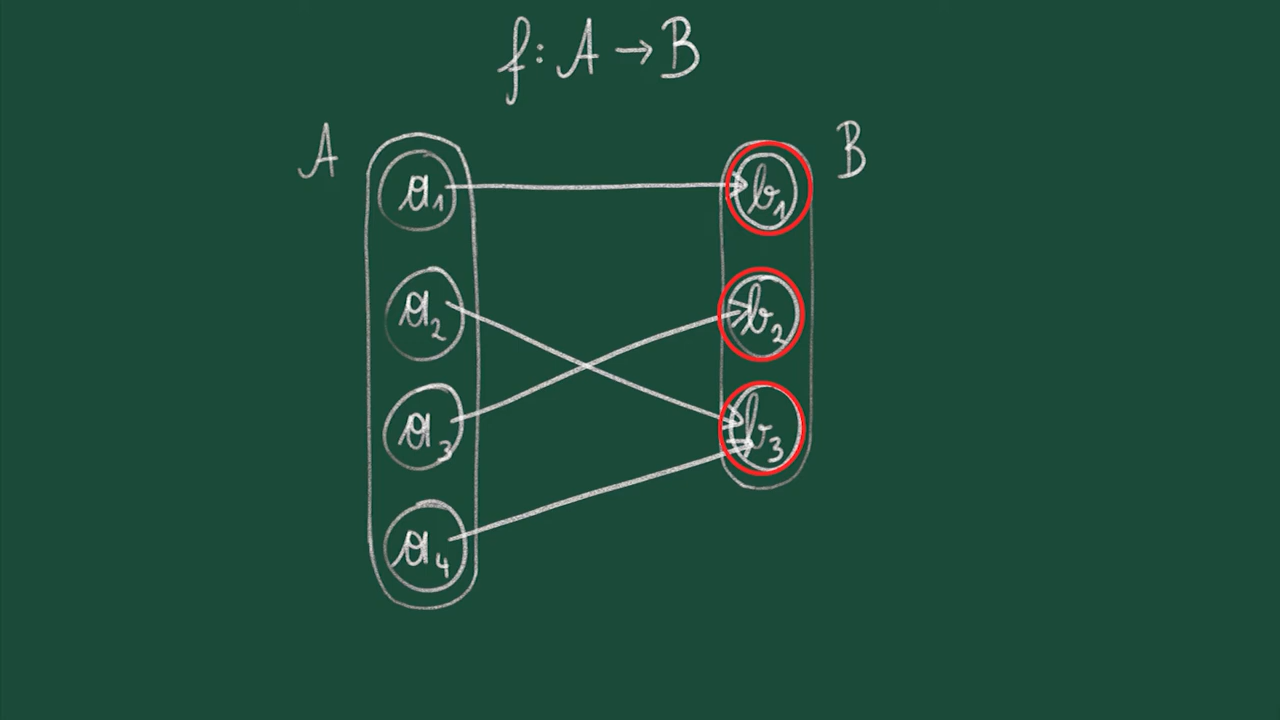 f: A → B
A
B
a₁
b₁
a₂
b₂
a₃
b₃
a₄